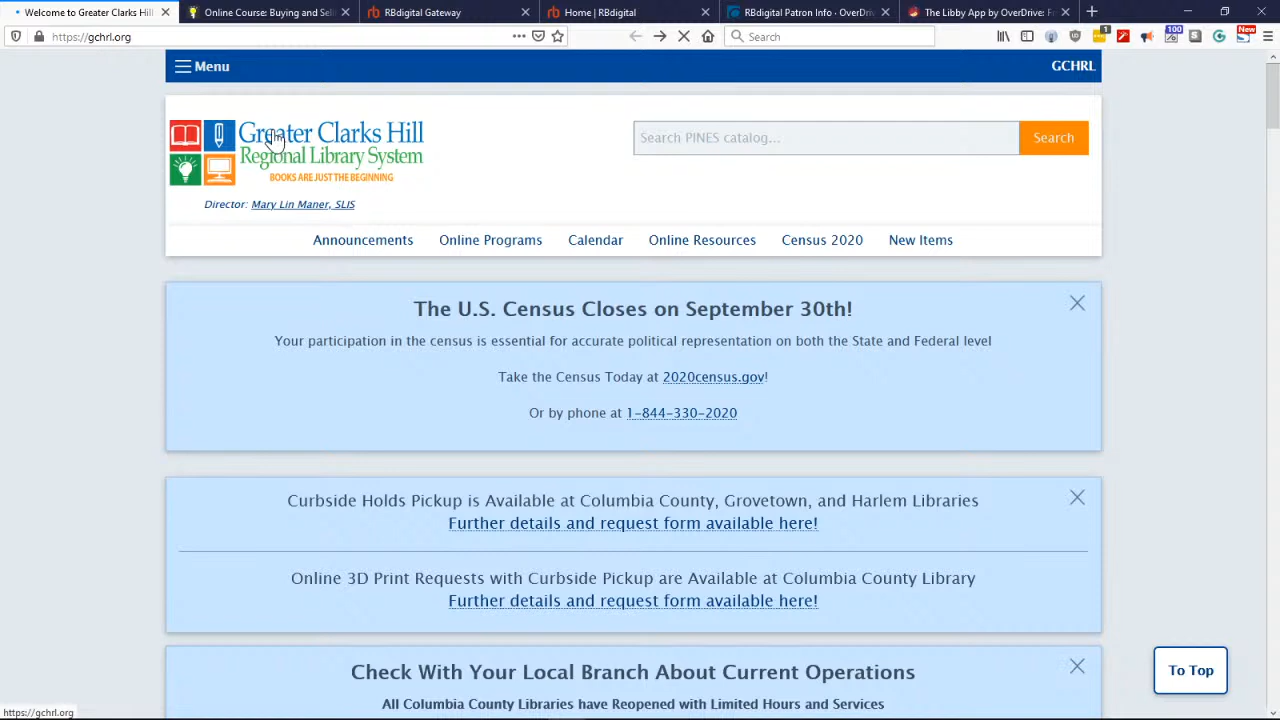 Welcome to Greater Clarks Hill
Online Course: Buying and Sell
RBdigital Gateway
Home | RBdigital
RBdigital Patron Info - OverDriv
The Libby App by OverDrive: Fr
https://gchrl.org
Search
1
100
New
Menu
GCHRL
Greater Clarks Hill
Regional Library System
BOOKS ARE JUST THE BEGINNING
Search PINES catalog...
Search
Director: Mary Lin Maner, SLIS
Announcements
Online Programs
Calendar
Online Resources
Census 2020
New Items
The U.S. Census Closes on September 30th!
Your participation in the census is essential for accurate political representation on both the State and Federal level
Take the Census Today at 2020census.gov!
Or by phone at 1-844-330-2020
Curbside Holds Pickup is Available at Columbia County, Grovetown, and Harlem Libraries
Further details and request form available here!
Online 3D Print Requests with Curbside Pickup are Available at Columbia County Library
Further details and request form available here!
To Top
Check With Your Local Branch About Current Operations
All Columbia County Libraries have Reopened with Limited Hours and Services
https://gchrl.org